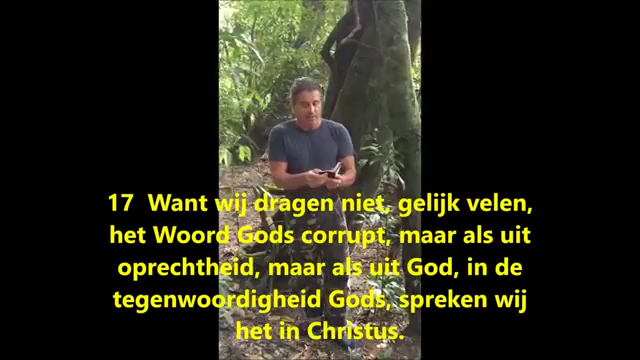 17 Want wij dragen niet, gelijk velen,
het Woord Gods corrupt, maar als uit
oprechtheid, maar als uit God, in de
tegenwoordigheid Gods, spreken wij
het in Christus.